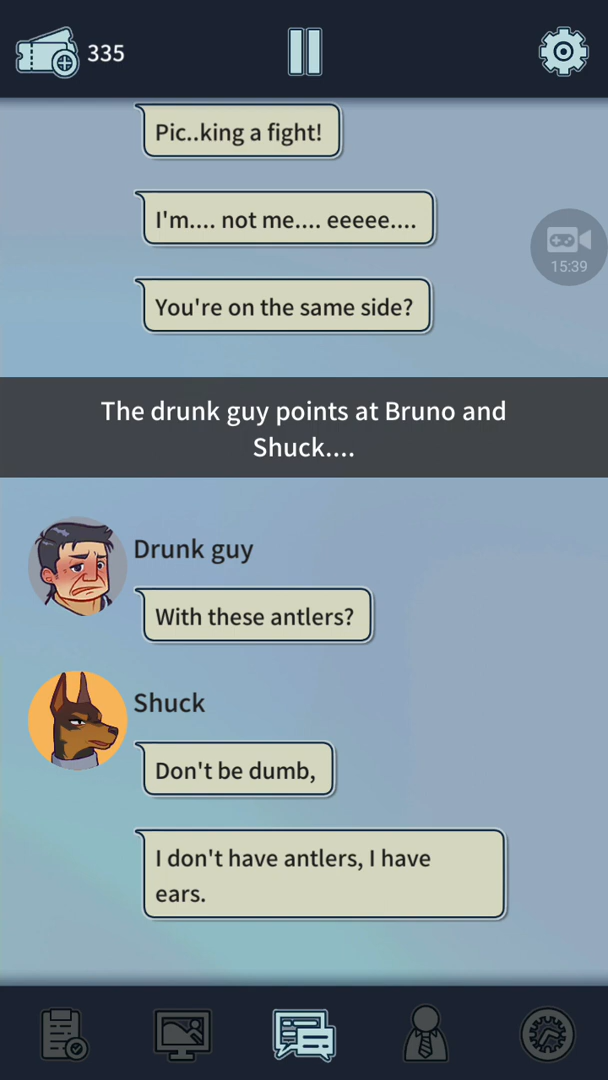 335
Pic..king a fight!
I'm.... not me.... eeeee....
15:39
You're on the same side?
The drunk guy points at Bruno and
Shuck....
Drunk guy
With these antlers?
Shuck
Don't be dumb,
I don't have antlers, I have
ears.